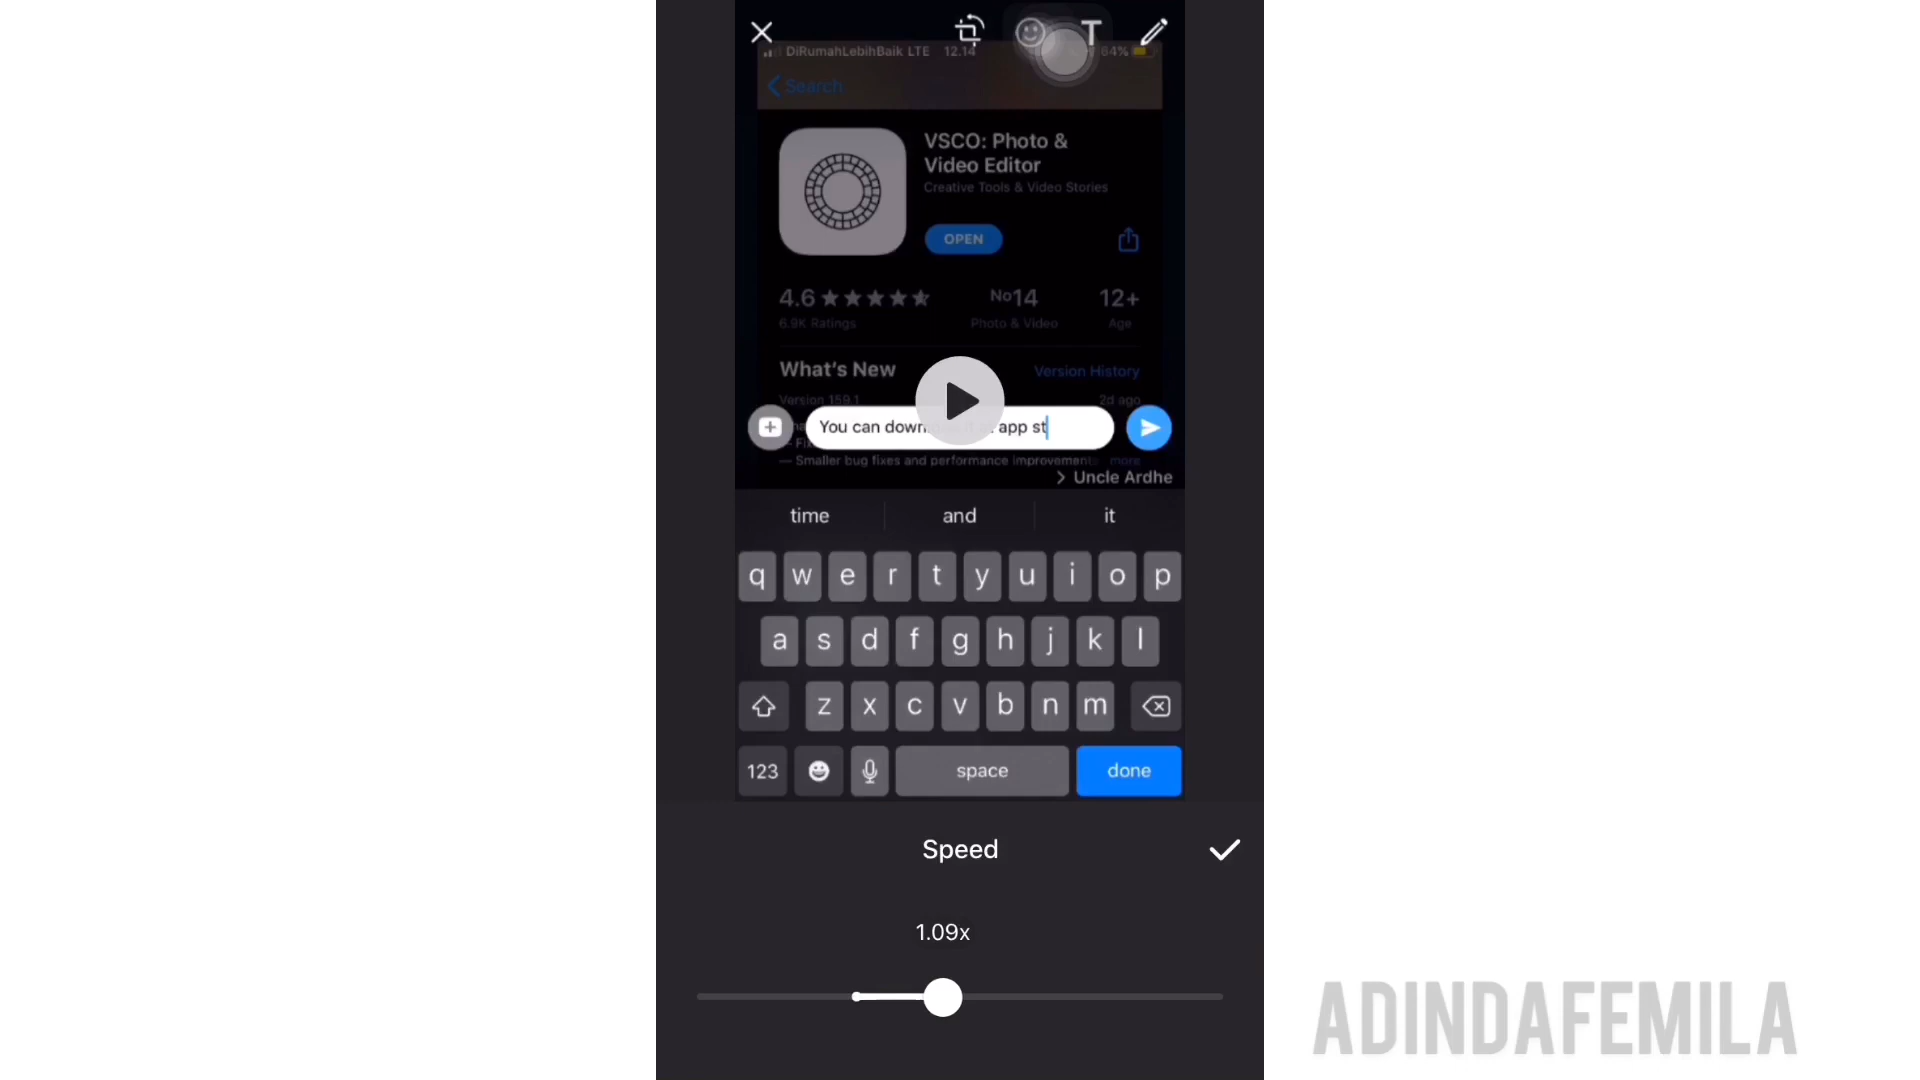 T
DiRumahLebihBaik LTE 12.14 64%
Search
VSCO: Photo &
Video Editor
Creative Tools & Video Stories
OPEN
4.6 No14 12+
6.9K Ratings Photo & Video Age
What's New Version History
Version 159.1 2d ago
You can down app st
— Smaller bug fixes and performance improvements more
Uncle Ardhe
time and it
q w e r t y u i o p
a s d f g h j k l
z x c v b n m
123 space done
Speed
1.09x
ADINDAFEMILA